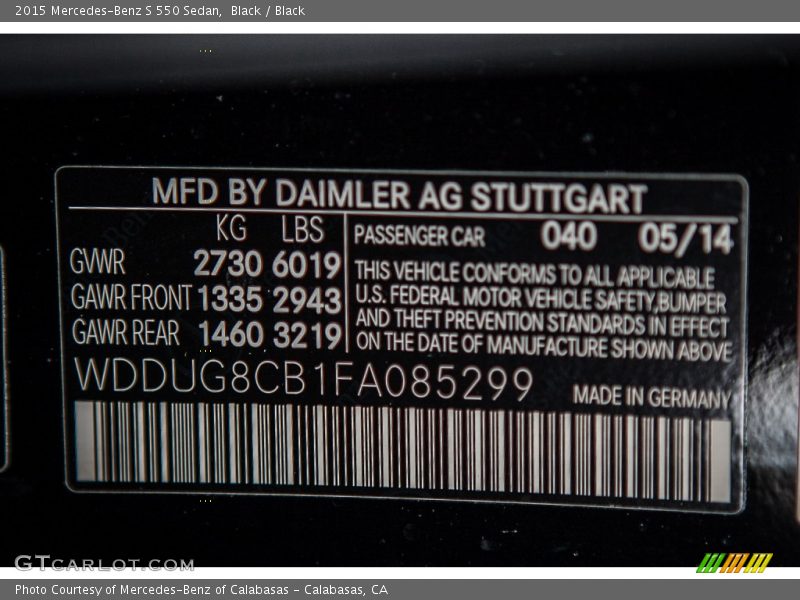 2015 Mercedes-Benz S 550 Sedan,  Black / Black
MFD BY DAIMLER AG STUTTGART
KG LBS
GVWR 2730 6019
GAWR FRONT 1335 2943
GAWR REAR 1460 3219
PASSENGER CAR 040 05/14
THIS VEHICLE CONFORMS TO ALL APPLICABLE
U.S. FEDERAL MOTOR VEHICLE SAFETY,BUMPER
AND THEFT PREVENTION STANDARDS IN EFFECT
ON THE DATE OF MANUFACTURE SHOWN ABOVE
WDDUG8CB1FA085299
MADE IN GERMANY
GTCARLOT.COM
Photo Courtesy of Mercedes-Benz of Calabasas - Calabasas, CA